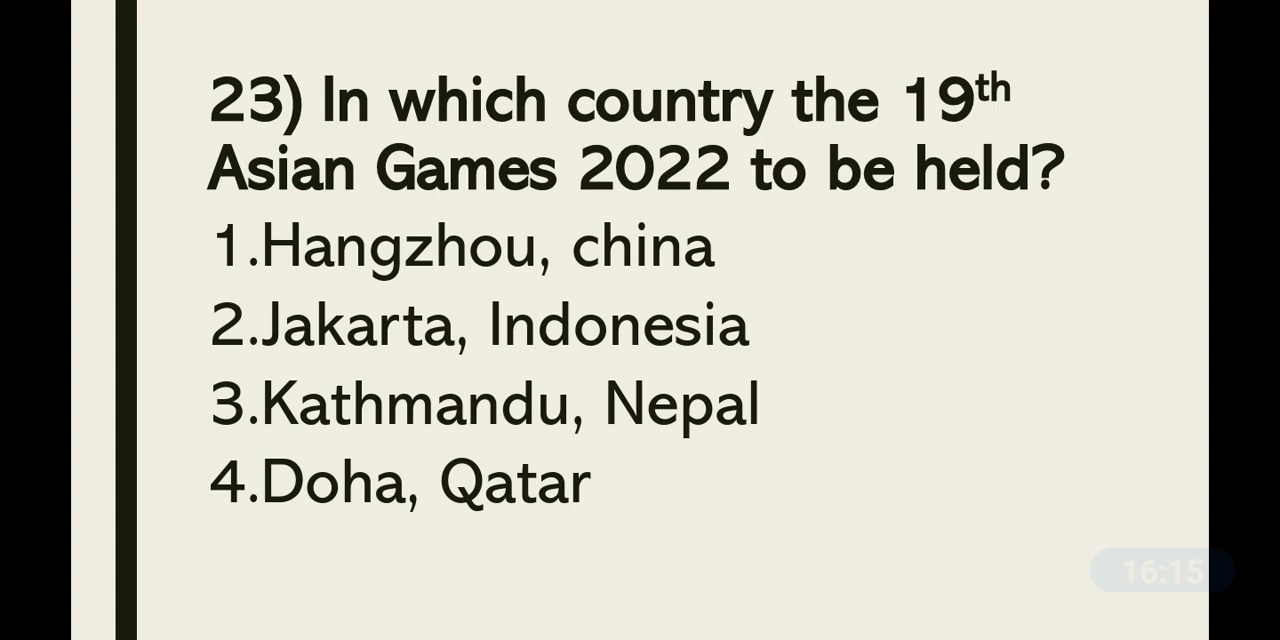 23) In which country the 19th
Asian Games 2022 to be held?
1.Hangzhou, china
2.Jakarta, Indonesia
3.Kathmandu, Nepal
4.Doha, Qatar
16:15